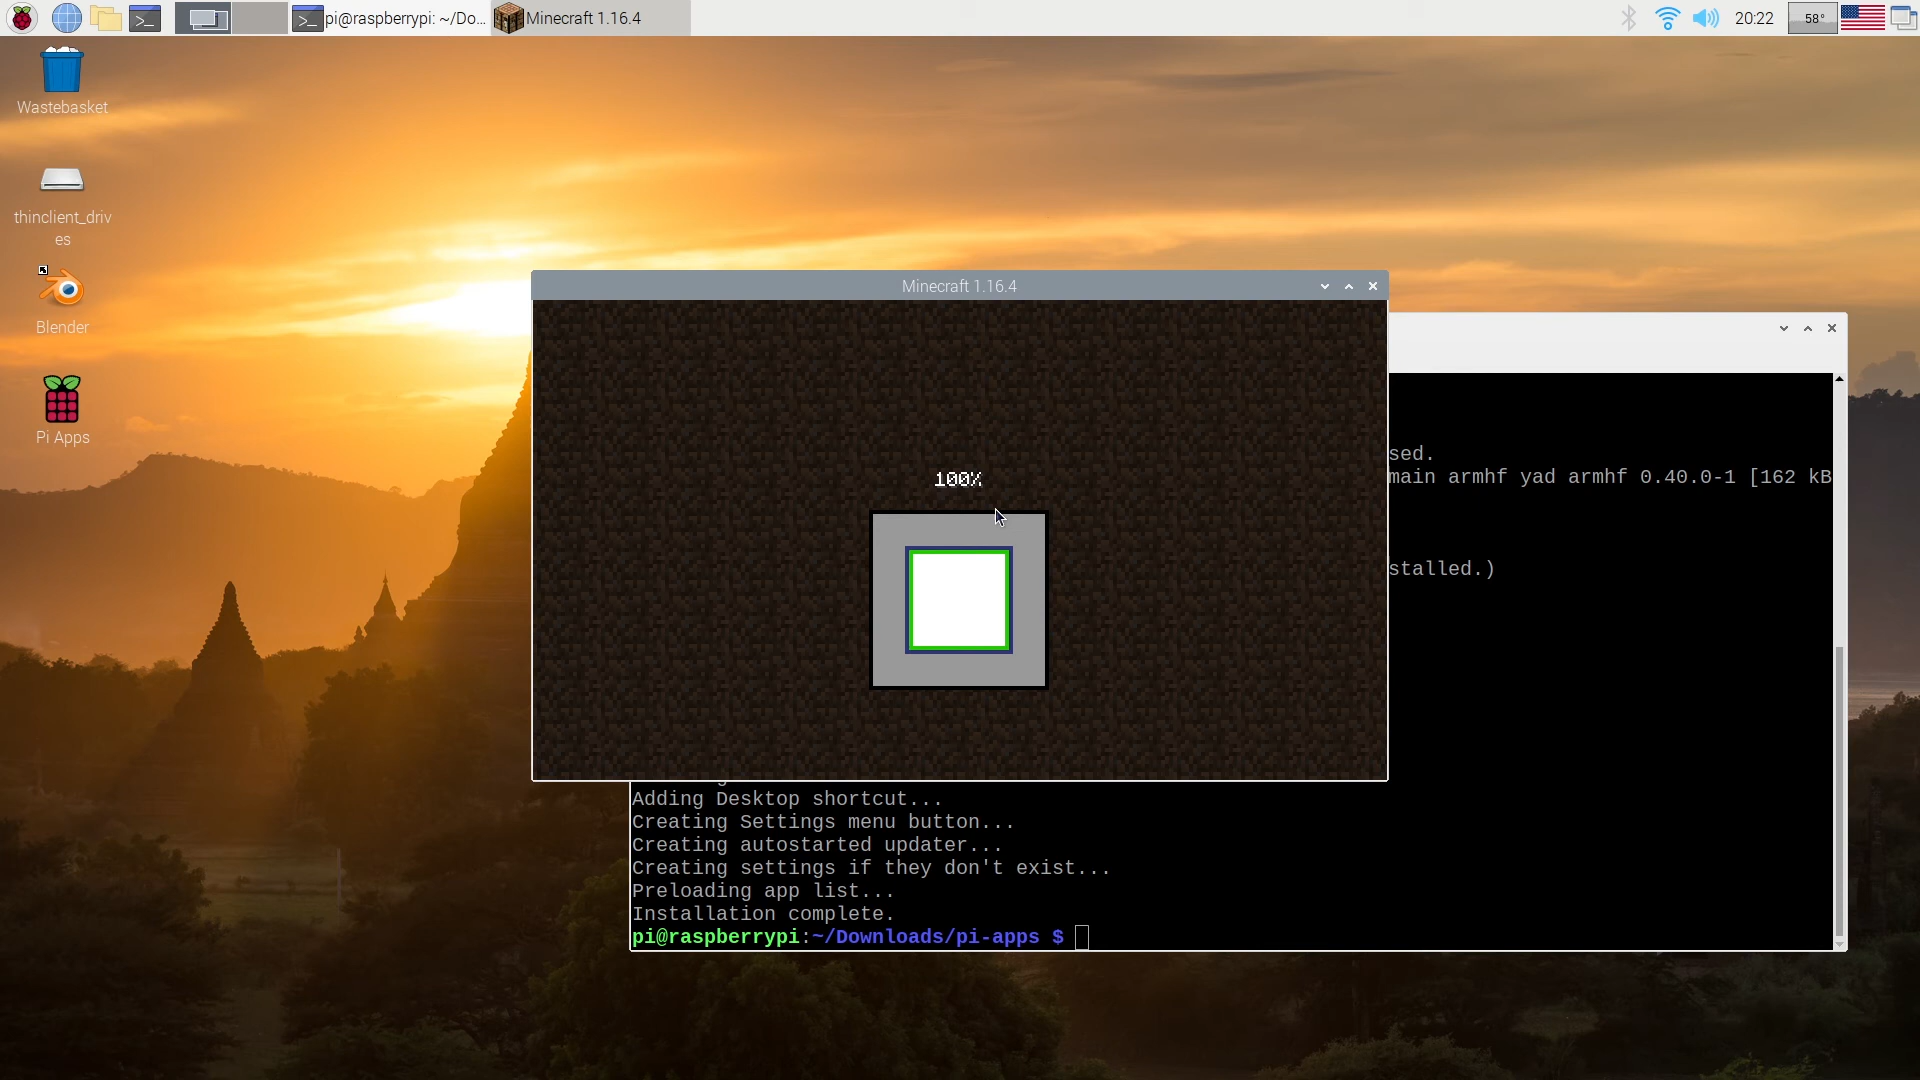 pi@raspberrypi: ~/Do...
Minecraft 1.16.4
20:22
58°
Wastebasket
thinclient_driv
es
Blender
Pi Apps
Minecraft 1.16.4
100%
sed.
main armhf yad armhf 0.40.0-1 [162 kB
stalled.)
Adding Desktop shortcut...
Creating Settings menu button...
Creating autostarted updater...
Creating settings if they don't exist...
Preloading app list...
Installation complete.
pi@raspberrypi:~/Downloads/pi-apps $